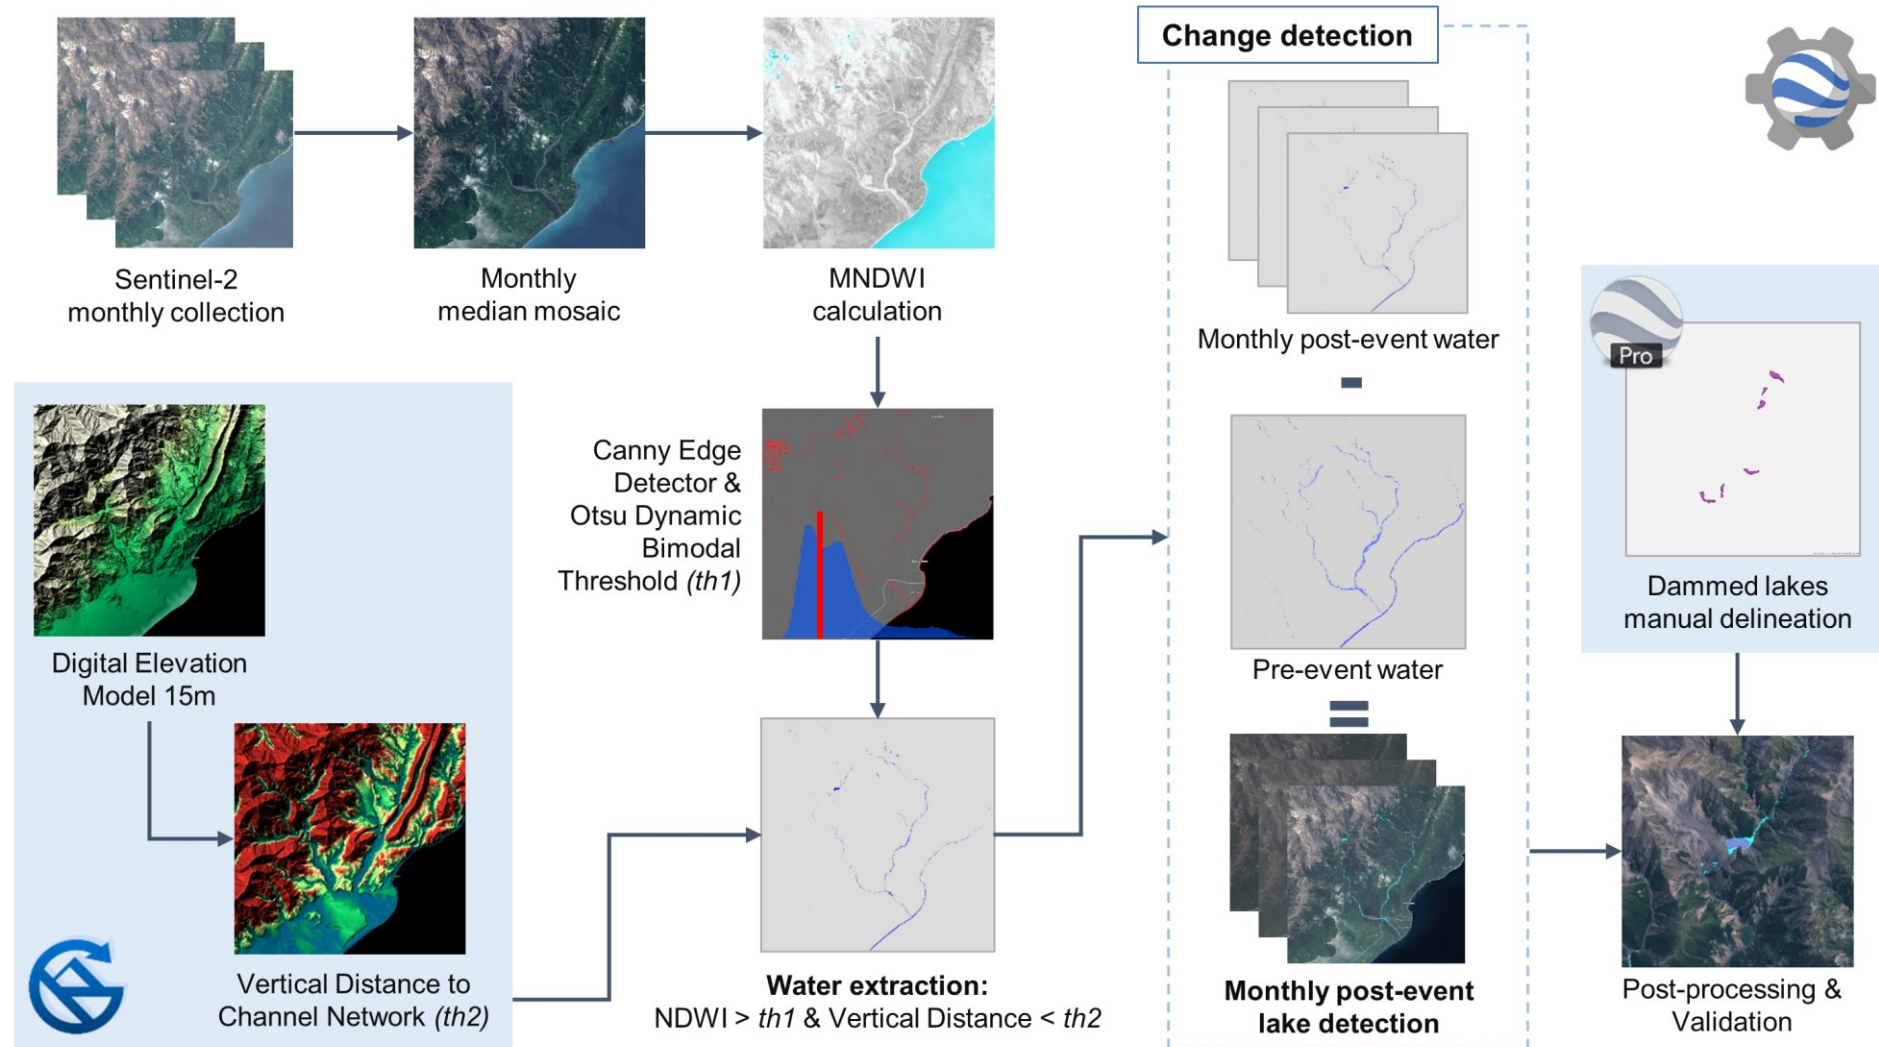 Sentinel-2
monthly collection
Monthly
median mosaic
MNDWI
calculation
Canny Edge
Detector &
Otsu Dynamic
Bimodal
Threshold (th1)
Digital Elevation
Model 15m
Vertical Distance to
Channel Network (th2)
Water extraction:
NDWI > th1 & Vertical Distance < th2
Change detection
Monthly post-event water
-
Pre-event water
=
Monthly post-event
lake detection
Pro
Dammed lakes
manual delineation
Post-processing &
Validation